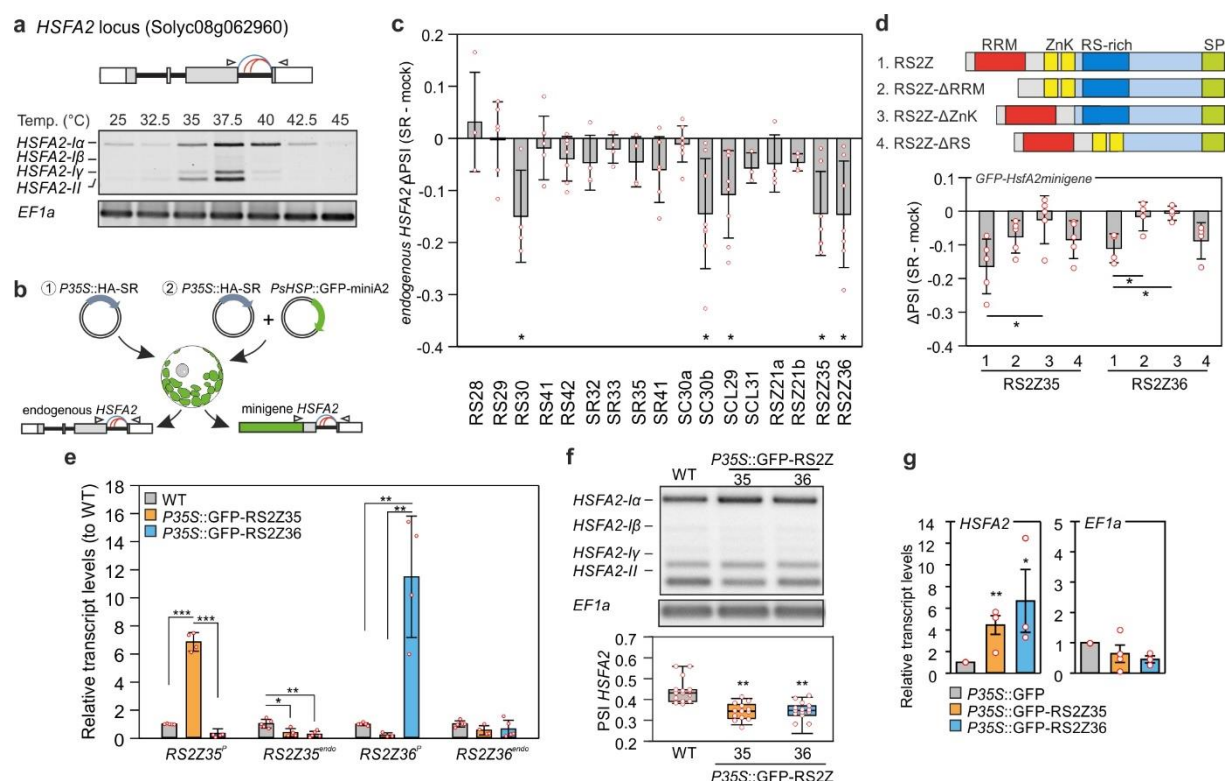 a HSFA2 locus (Solyc08g062960)
Temp. (°C) 25 32.5 35 37.5 40 42.5 45
HSFA2-Iα
HSFA2-Iβ
HSFA2-Iγ
HSFA2-II
EF1a
b
① P35S::HA-SR ② P35S::HA-SR PsHSP::GFP-miniA2
+
endogenous HSFA2 minigene HSFA2
c
endogenous HSFA2 ΔPSI (SR - mock)
0.2
0.1
0
-0.1
-0.2
-0.3
-0.4
* * * * *
RS28 RS29 RS30 RS41 RS42 SR32 SR33 SR35 SR41 SC30a SC30b SCL29 SCL31 RSZ21a RSZ21b RS2Z35 RS2Z36
d
RRM ZnK RS-rich SP
1. RS2Z
2. RS2Z-ΔRRM
3. RS2Z-ΔZnK
4. RS2Z-ΔRS
GFP-HsfA2minigene
ΔPSI (SR - mock)
0.1
0
-0.1
-0.2
-0.3
-0.4
* * *
1 2 3 4 1 2 3 4
RS2Z35 RS2Z36
e
Relative transcript levels (to WT)
18
16
14
12
10
8
6
4
2
0
WT
P35S::GFP-RS2Z35
P35S::GFP-RS2Z36
*** *** * ** ** **
RS2Z35P RS2Z35endo RS2Z36P RS2Z36endo
f
P35S::GFP-RS2Z
WT 35 36
HSFA2-Iα
HSFA2-Iβ
HSFA2-Iγ
HSFA2-II
EF1a
PSI HSFA2
0.7
0.6
0.5
0.4
0.3
0.2
** **
WT 35 36
P35S::GFP-RS2Z
g
HSFA2 EF1a
Relative transcript levels
14
12
10
8
6
4
2
0
** *
5
4
3
2
1
0
P35S::GFP
P35S::GFP-RS2Z35
P35S::GFP-RS2Z36